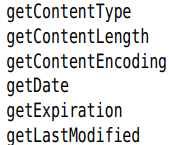 getContentType
getContentLength
getContentEncoding
getDate
getExpiration
getLastModified